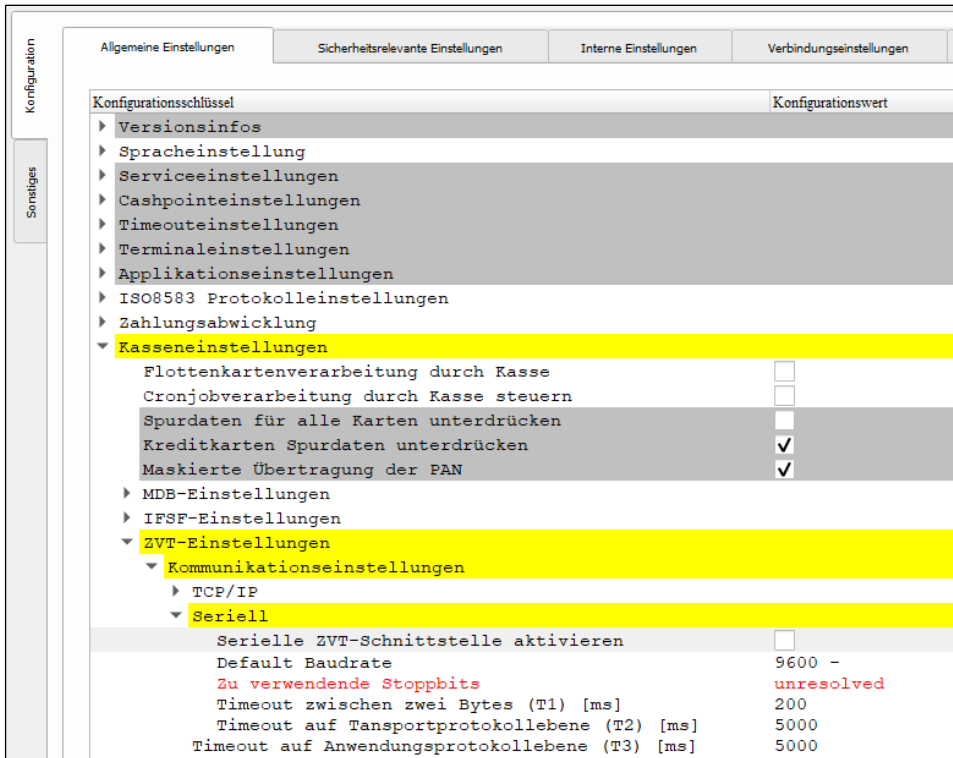 Konfiguration
Sonstiges
Allgemeine Einstellungen Sicherheitsrelevante Einstellungen Interne Einstellungen Verbindungseinstellungen
Konfigurationsschlüssel Konfigurationswert
Versionsinfos
Spracheinstellung
Serviceeinstellungen
Cashpointeinstellungen
Timeouteinstellungen
Terminaleinstellungen
Applikationseinstellungen
ISO8583 Protokolleinstellungen
Zahlungsabwicklung
Kasseneinstellungen
Flottenkartenverarbeitung durch Kasse
Cronjobverarbeitung durch Kasse steuern
Spurdaten für alle Karten unterdrücken
Kreditkarten Spurdaten unterdrücken
Maskierte Übertragung der PAN
MDB-Einstellungen
IFSF-Einstellungen
ZVT-Einstellungen
Kommunikationseinstellungen
TCP/IP
Seriell
Serielle ZVT-Schnittstelle aktivieren
Default Baudrate 9600 -
Zu verwendende Stoppbits unresolved
Timeout zwischen zwei Bytes (T1) [ms] 200
Timeout auf Tansportprotokollebene (T2) [ms] 5000
Timeout auf Anwendungsprotokollebene (T3) [ms] 5000